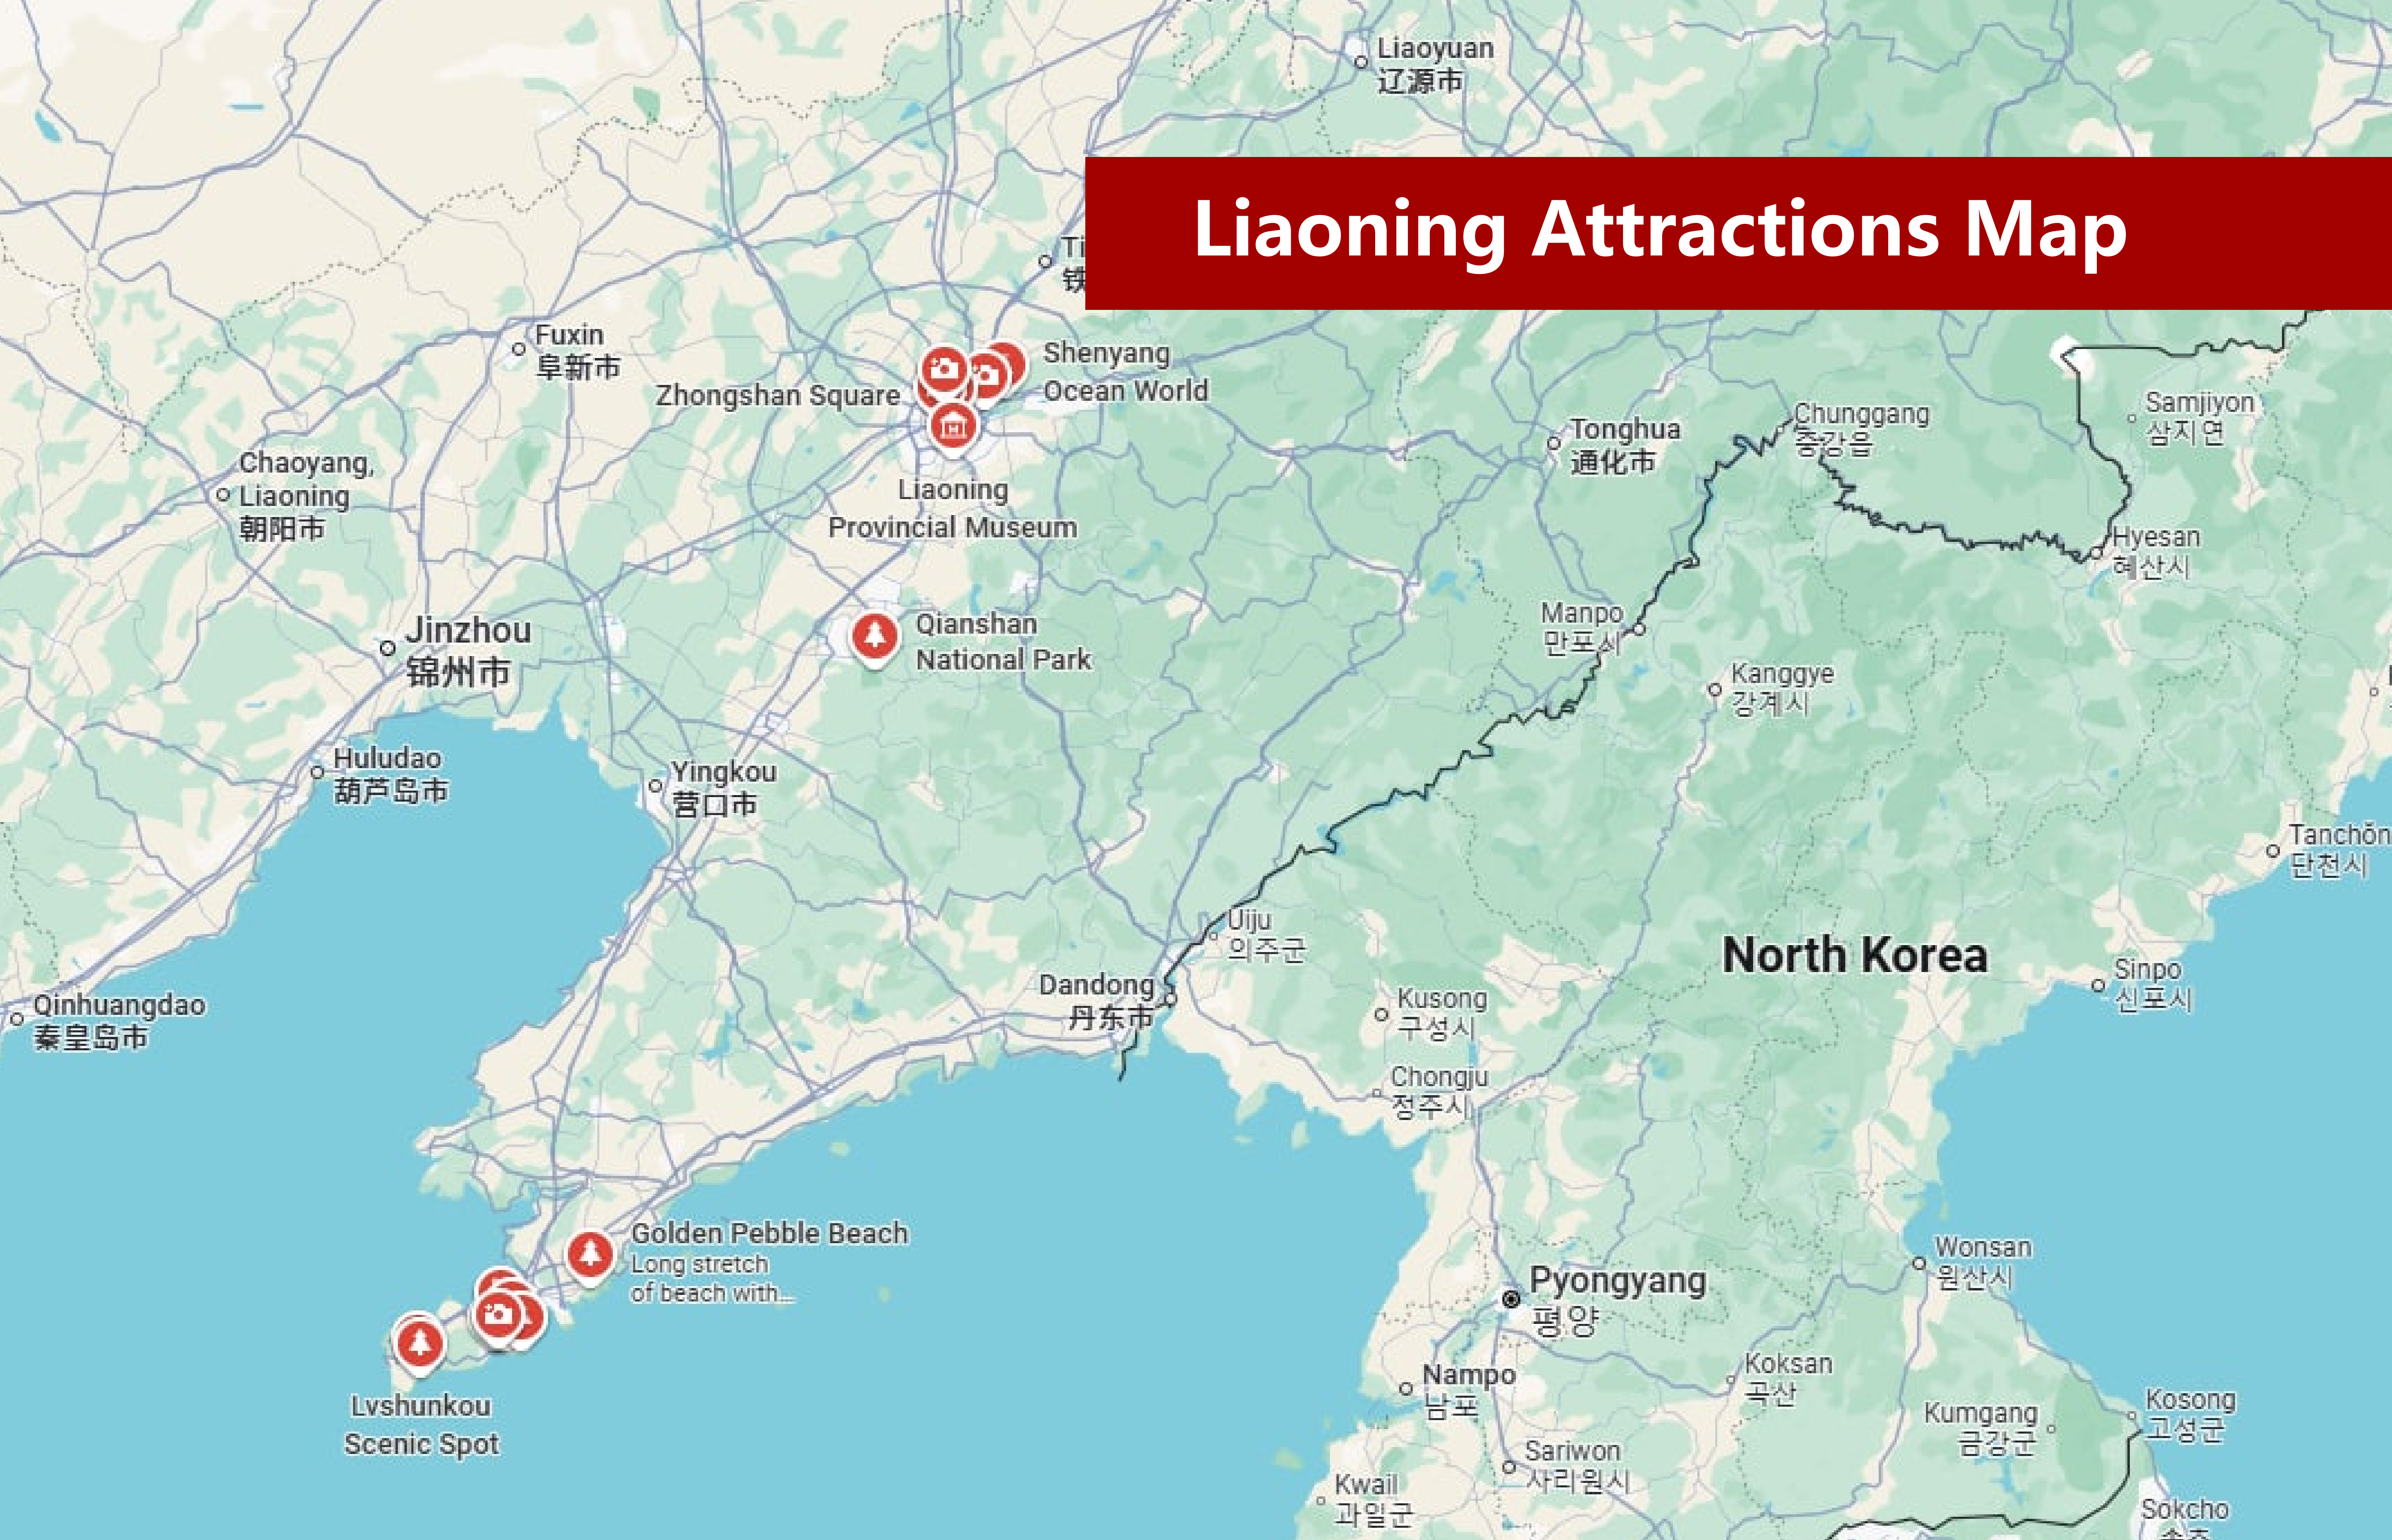 Liaoyuan
辽源市
Liaoning Attractions Map
Fuxin
阜新市
Zhongshan Square
Shenyang
Ocean World
Liaoning
Provincial Museum
Chaoyang,
Liaoning
朝阳市
Tonghua
通化市
Chunggang
중강읍
Samjiyon
삼지연
Hyesan
혜산시
Jinzhou
锦州市
Qianshan
National Park
Manpo
만포시
Kanggye
강계시
Huludao
葫芦岛市
Yingkou
营口市
Tanchŏn
단천시
Uiju
의주군
North Korea
Qinhuangdao
秦皇岛市
Dandong
丹东市
Kusong
구성시
Sinpo
신포시
Chongju
정주시
Golden Pebble Beach
Long stretch
of beach with...
Wonsan
원산시
Pyongyang
평양
Lvshunkou
Scenic Spot
Nampo
남포
Koksan
곡산
Kumgang
금강군
Kosong
고성군
Sariwon
사리원시
Kwail
과일군
Sokcho